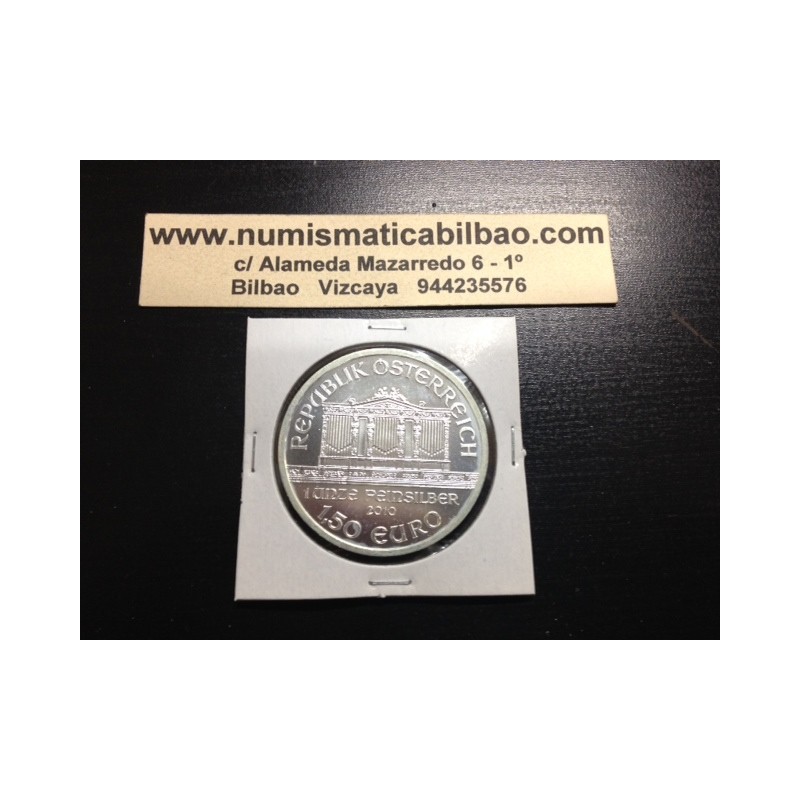 www.numismaticabilbao.com
c/ Alameda Mazarredo 6 - 1º
Bilbao Vizcaya 944235576
REPUBLIK ÖSTERREICH
1 UNZE FEINSILBER
2010
1,50 EURO